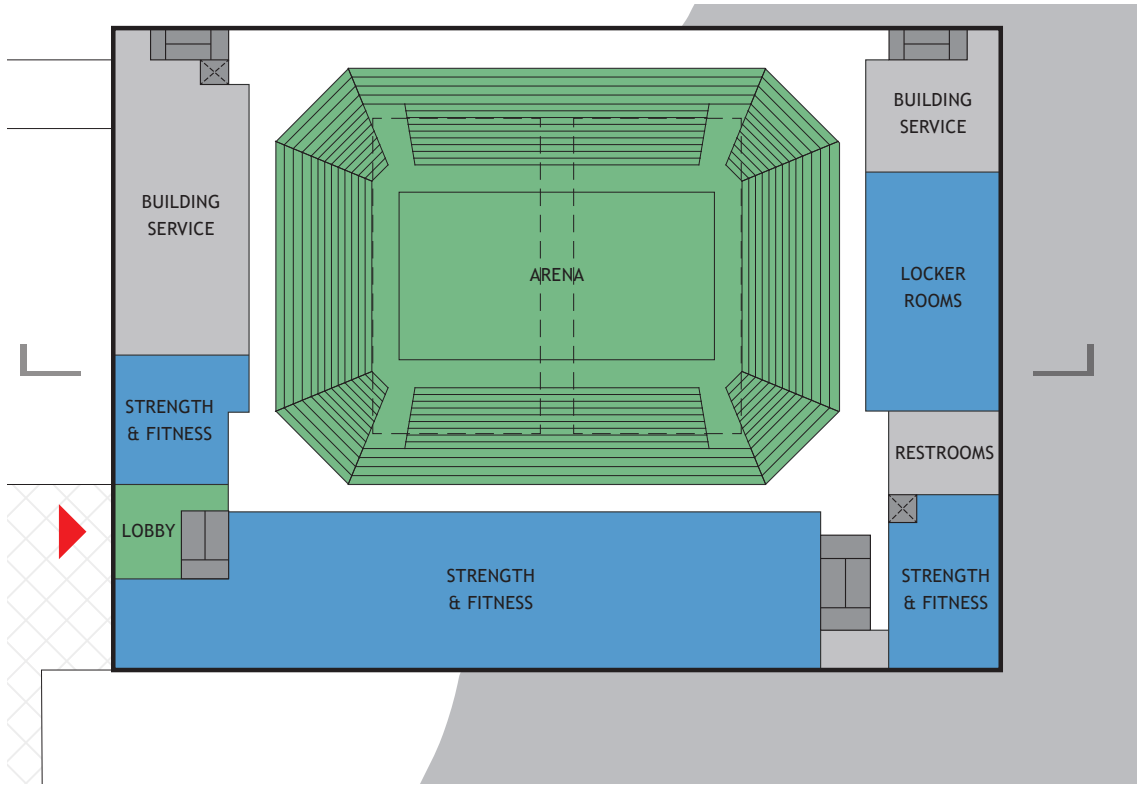 BUILDING
SERVICE
BUILDING
SERVICE
ARENA
LOCKER
ROOMS
STRENGTH
& FITNESS
RESTROOMS
LOBBY
STRENGTH
& FITNESS
STRENGTH
& FITNESS